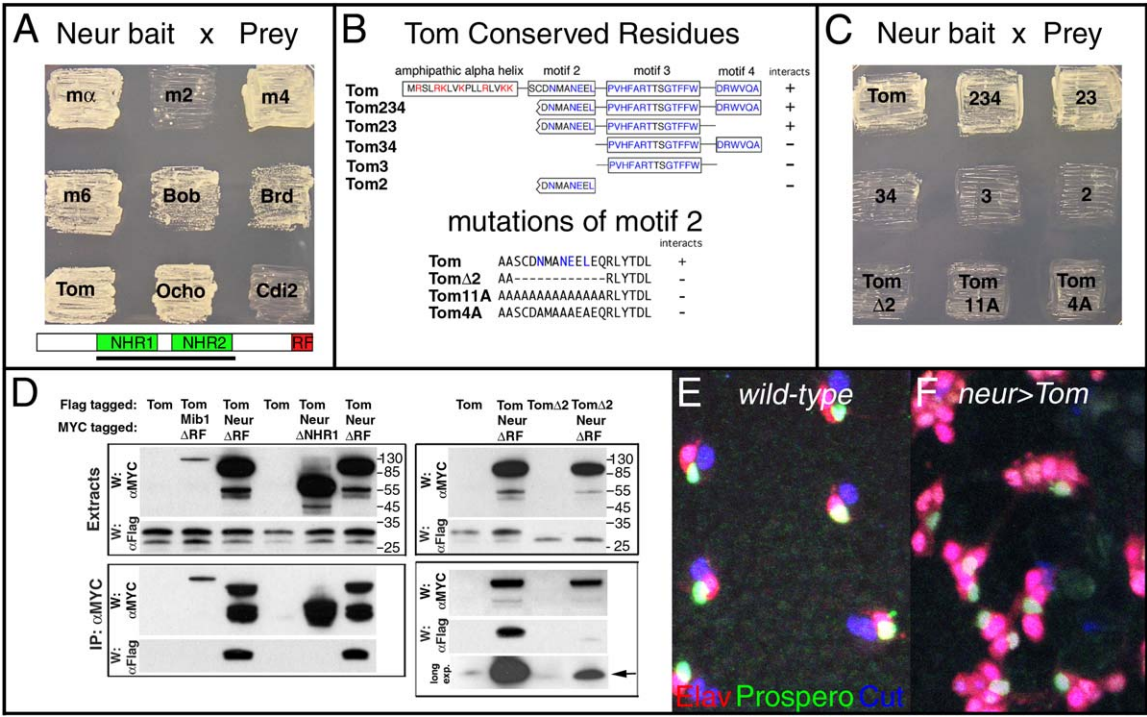 A Neur bait x Prey
mα m2 m4
m6 Bob Brd
Tom Ocho Cdi2
NHR1 NHR2 RF
B Tom Conserved Residues
amphipathic alpha helix motif 2 motif 3 motif 4 interacts
Tom MRSLRKLVKPLLRLVKK SCDNMANEEL PVHFARTTSGTFFW DRWVQA +
Tom234 DNMANEEL PVHFARTTSGTFFW DRWVQA +
Tom23 DNMANEEL PVHFARTTSGTFFW +
Tom34 PVHFARTTSGTFFW DRWVQA –
Tom3 PVHFARTTSGTFFW –
Tom2 DNMANEEL –
mutations of motif 2
interacts
Tom AASCDNMANEELEQRLYTDL +
TomΔ2 AA-----------RLYTDL –
Tom11A AAAAAAAAAAAAAARLYTDL –
Tom4A AASCDAMAAAEAEQRLYTDL –
C Neur bait x Prey
Tom 234 23
34 3 2
Tom Δ2 Tom 11A Tom 4A
D
Flag tagged: Tom Tom Tom Tom Tom Tom Tom Tom TomΔ2 TomΔ2
MYC tagged: Mib1 ΔRF Neur ΔRF Neur ΔNHR1 Neur ΔRF Neur ΔRF Neur ΔRF
Extracts
W: αMYC
-130
-85
-55
-45
-35
W: αFlag
-25
W: αMYC
-130
-85
-55
-45
-35
W: αFlag
-25
IP: αMYC
W: αMYC
W: αFlag
W: αMYC
W: αFlag
long exp.
E wild-type
Elav Prospero Cut
F neur>Tom